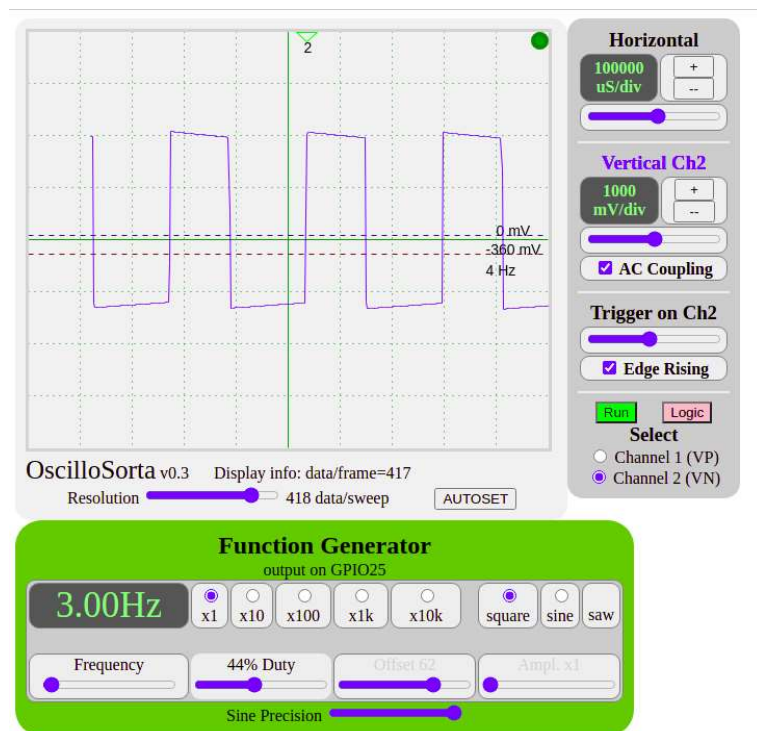 2
0 mV
-360 mV
4 Hz
OscilloSorta v0.3 Display info: data/frame=417
Resolution 418 data/sweep AUTOSET
Horizontal
100000
uS/div
+
--
Vertical Ch2
1000
mV/div
+
--
AC Coupling
Trigger on Ch2
Edge Rising
Run Logic
Select
Channel 1 (VP)
Channel 2 (VN)
Function Generator
output on GPIO25
3.00Hz x1 x10 x100 x1k x10k square sine saw
Frequency 44% Duty Offset 62 Ampl. x1
Sine Precision